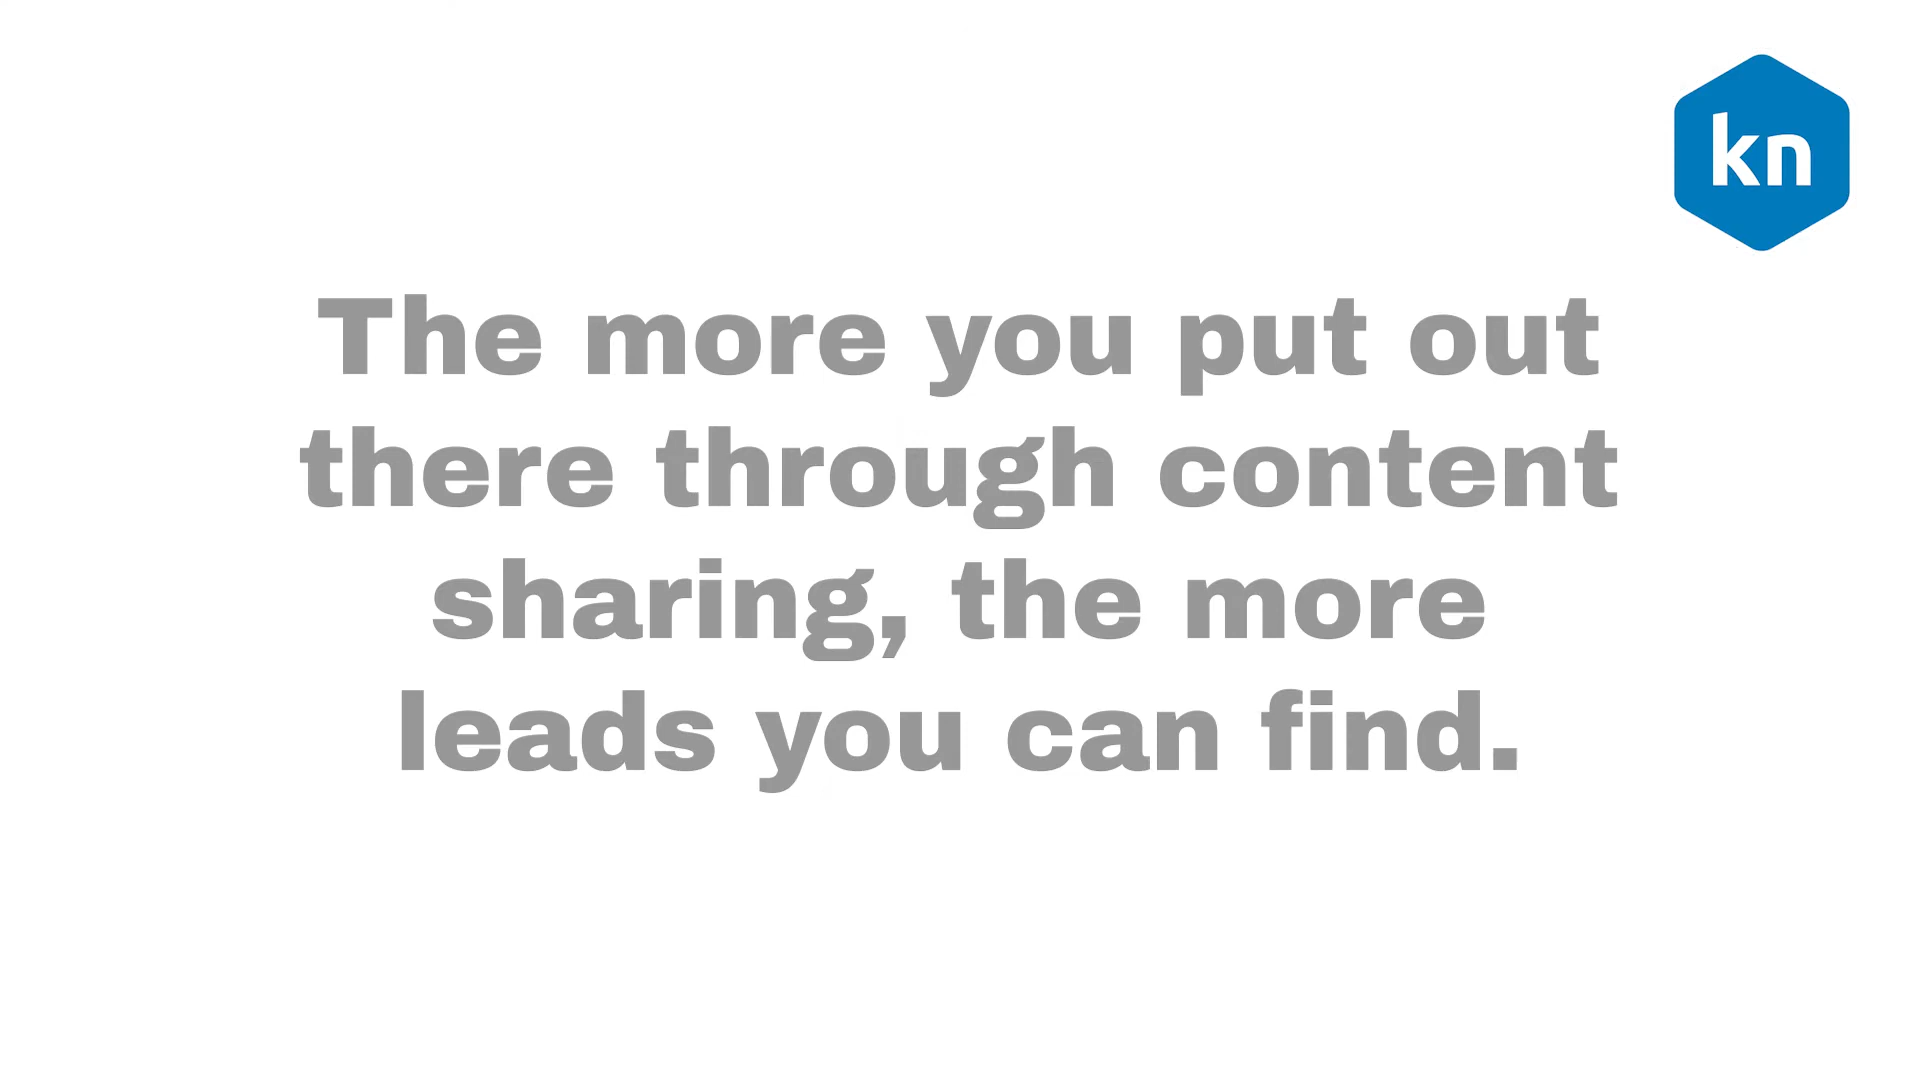 kn
The more you put out
there through content
sharing, the more
leads you can find.